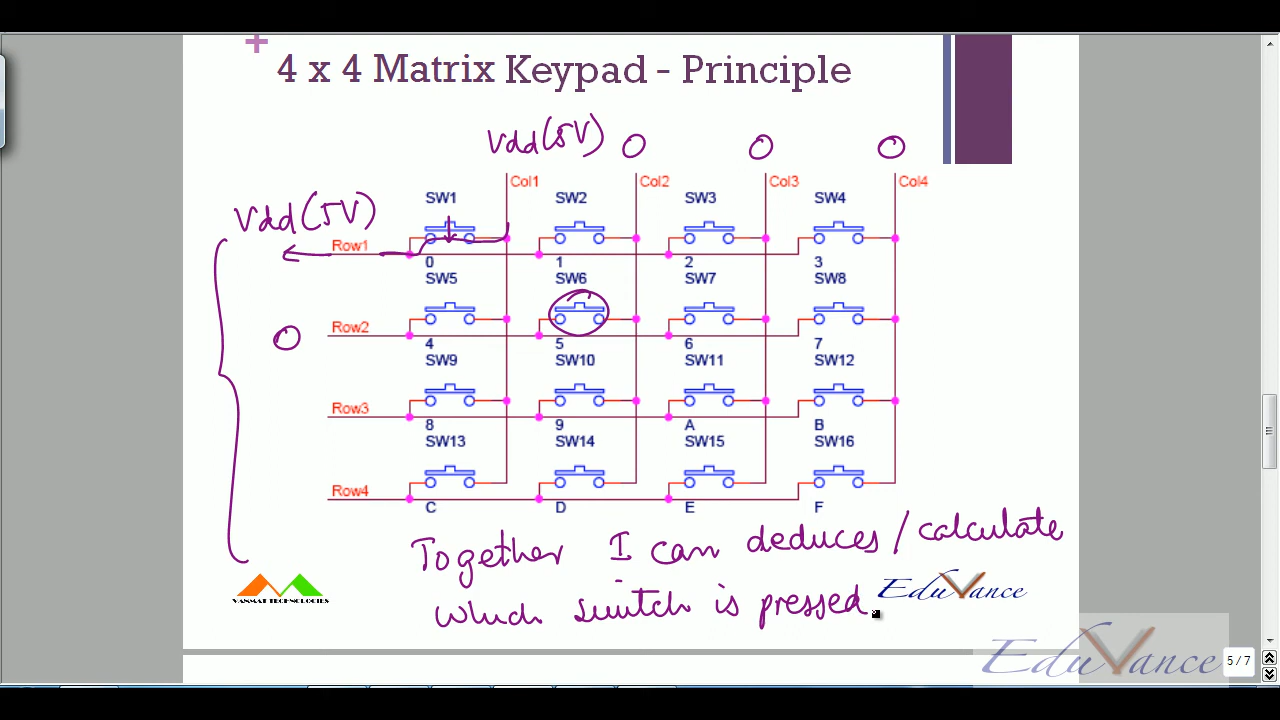 4 x 4 Matrix Keypad - Principle
Vdd(5V) 0 0 0
Col1 Col2 Col3 Col4
SW1 SW2 SW3 SW4
Vdd(5V)
Row1
0 1 2 3
SW5 SW6 SW7 SW8
0 Row2
4 5 6 7
SW9 SW10 SW11 SW12
Row3
8 9 A B
SW13 SW14 SW15 SW16
Row4
C D E F
Together I can deduces / calculate
which switch is pressed.
VANMAT TECHNOLOGIES
EduVance
EduVance
5 / 7